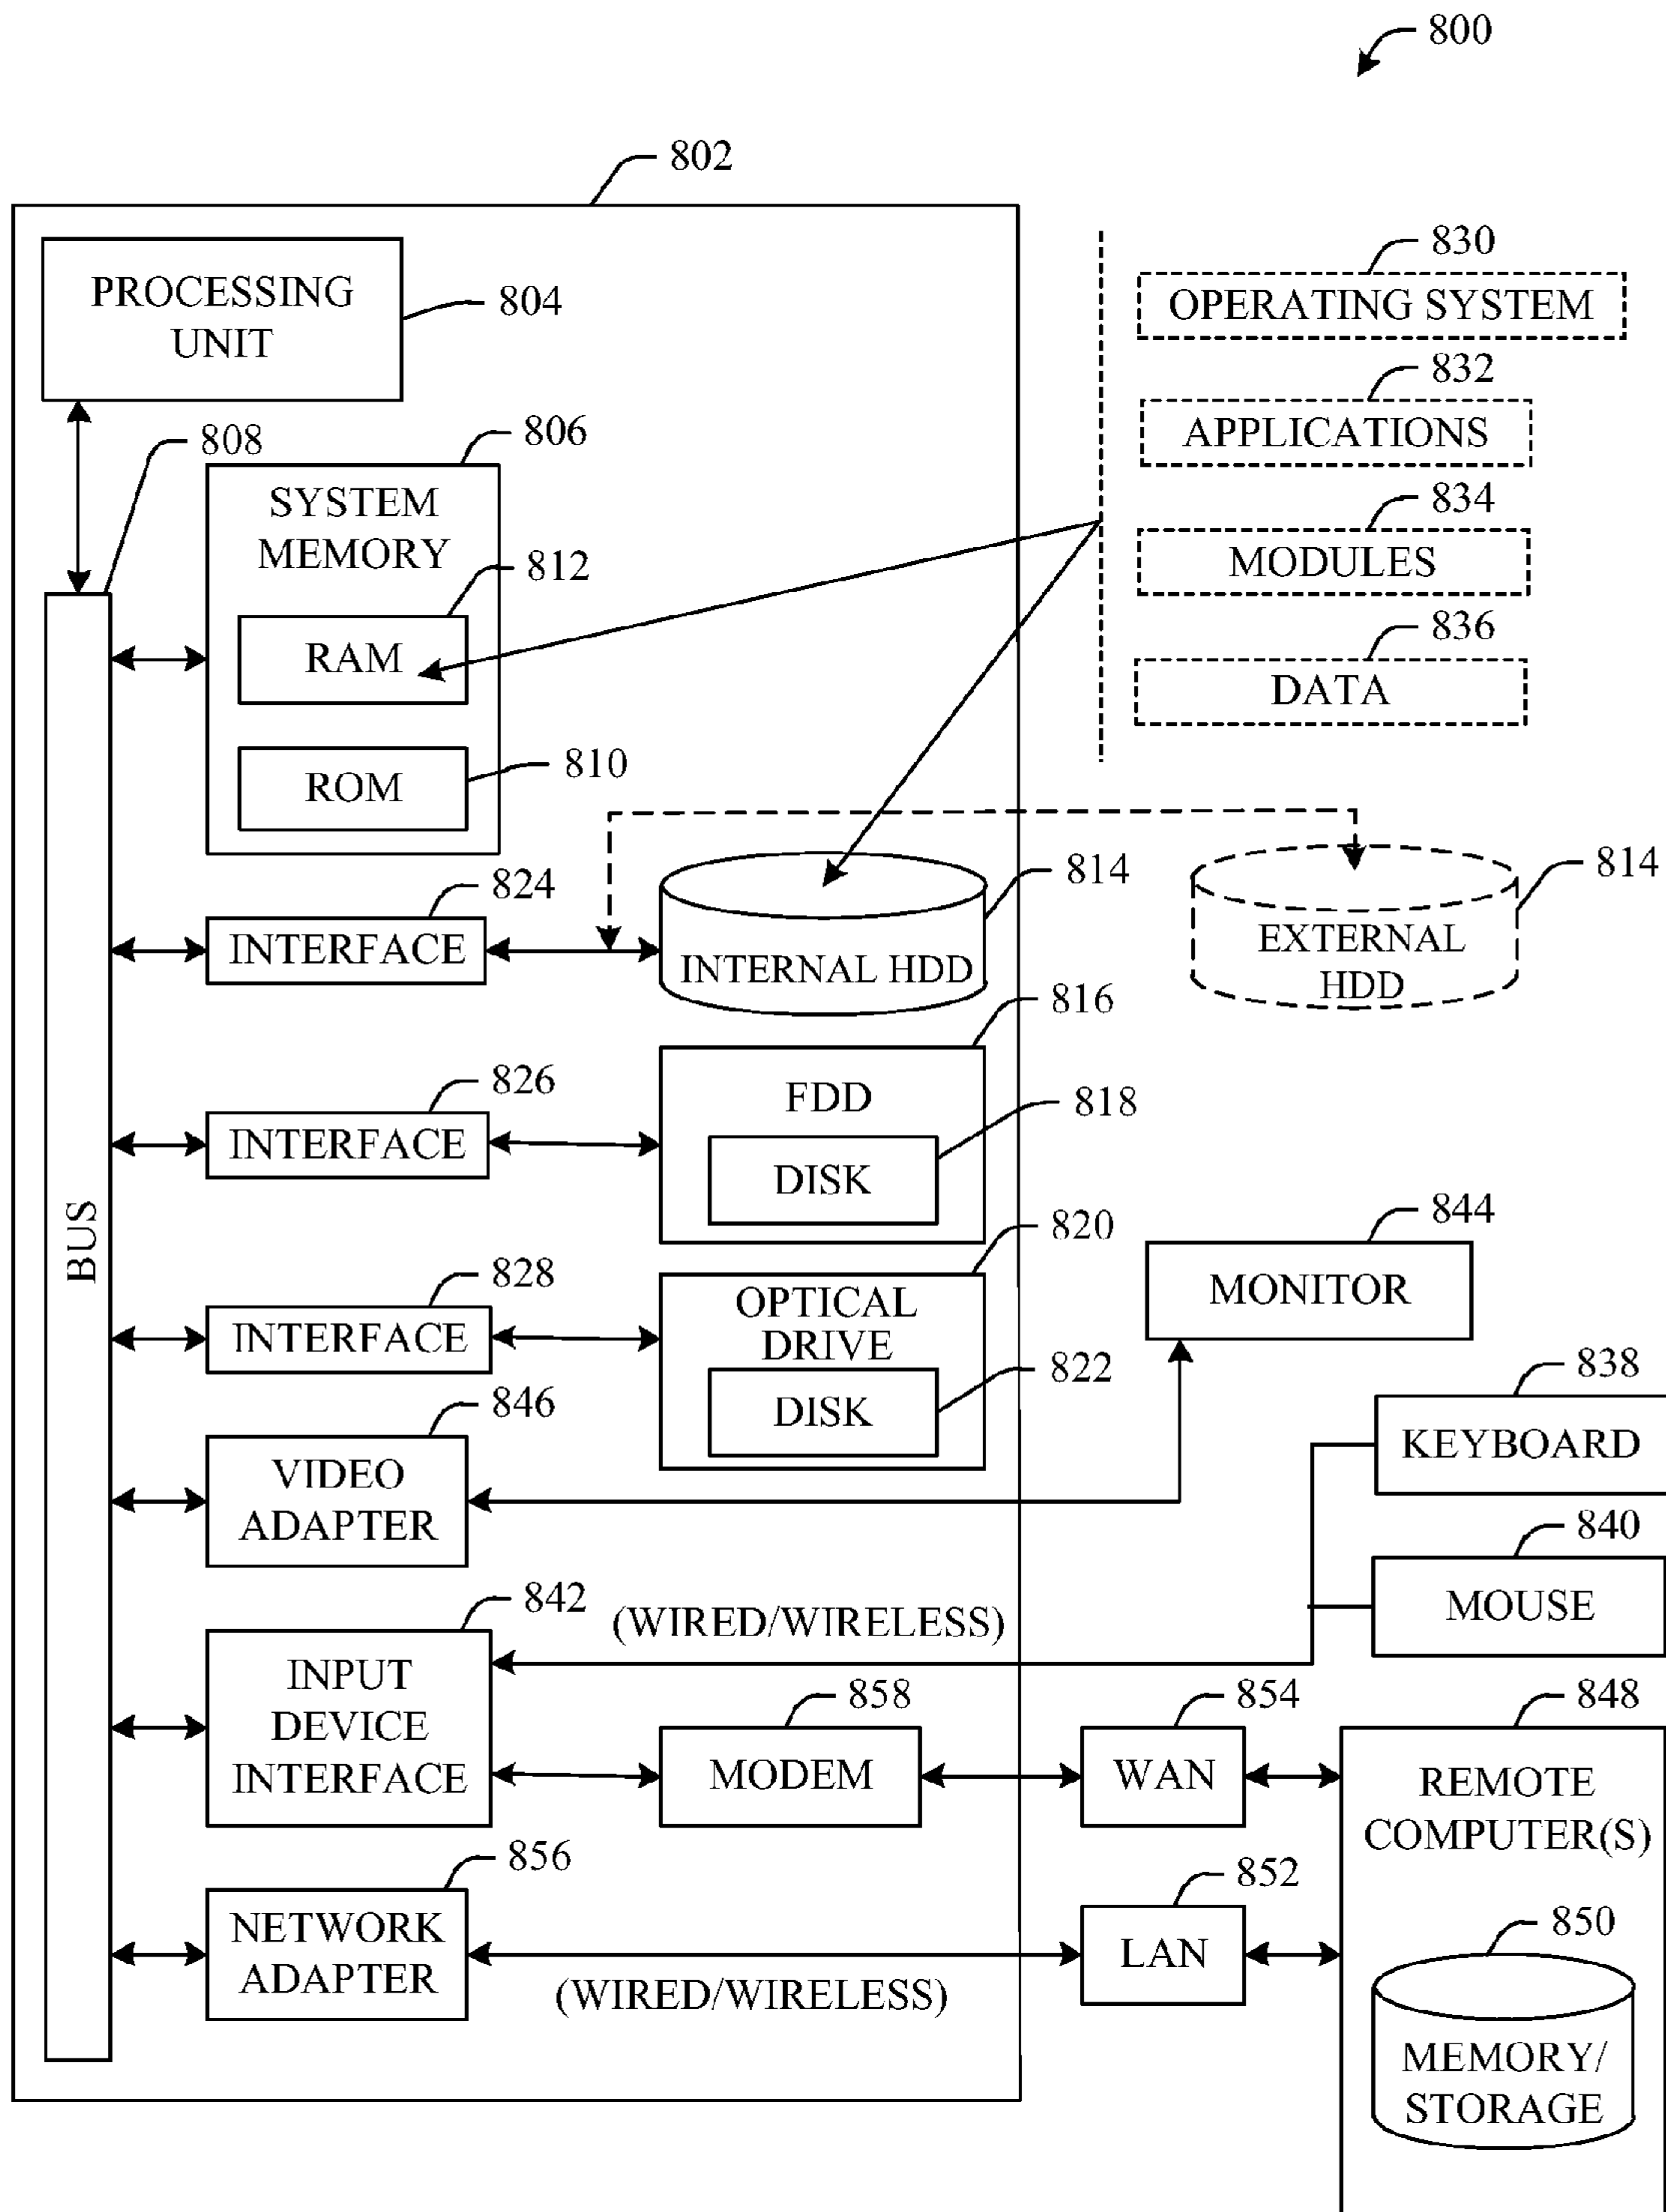 800
802
PROCESSING
UNIT
804
830
OPERATING SYSTEM
832
APPLICATIONS
834
MODULES
836
DATA
808
806
SYSTEM
MEMORY
812
RAM
810
ROM
824
INTERFACE
814
INTERNAL HDD
814
EXTERNAL
HDD
816
FDD
826
INTERFACE
818
DISK
BUS
820
OPTICAL
DRIVE
828
INTERFACE
822
DISK
844
MONITOR
838
KEYBOARD
846
VIDEO
ADAPTER
840
MOUSE
842
INPUT
DEVICE
INTERFACE
(WIRED/WIRELESS)
858
MODEM
854
WAN
848
REMOTE
COMPUTER(S)
856
NETWORK
ADAPTER
(WIRED/WIRELESS)
852
LAN
850
MEMORY/
STORAGE